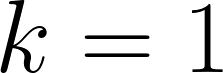 k = 1